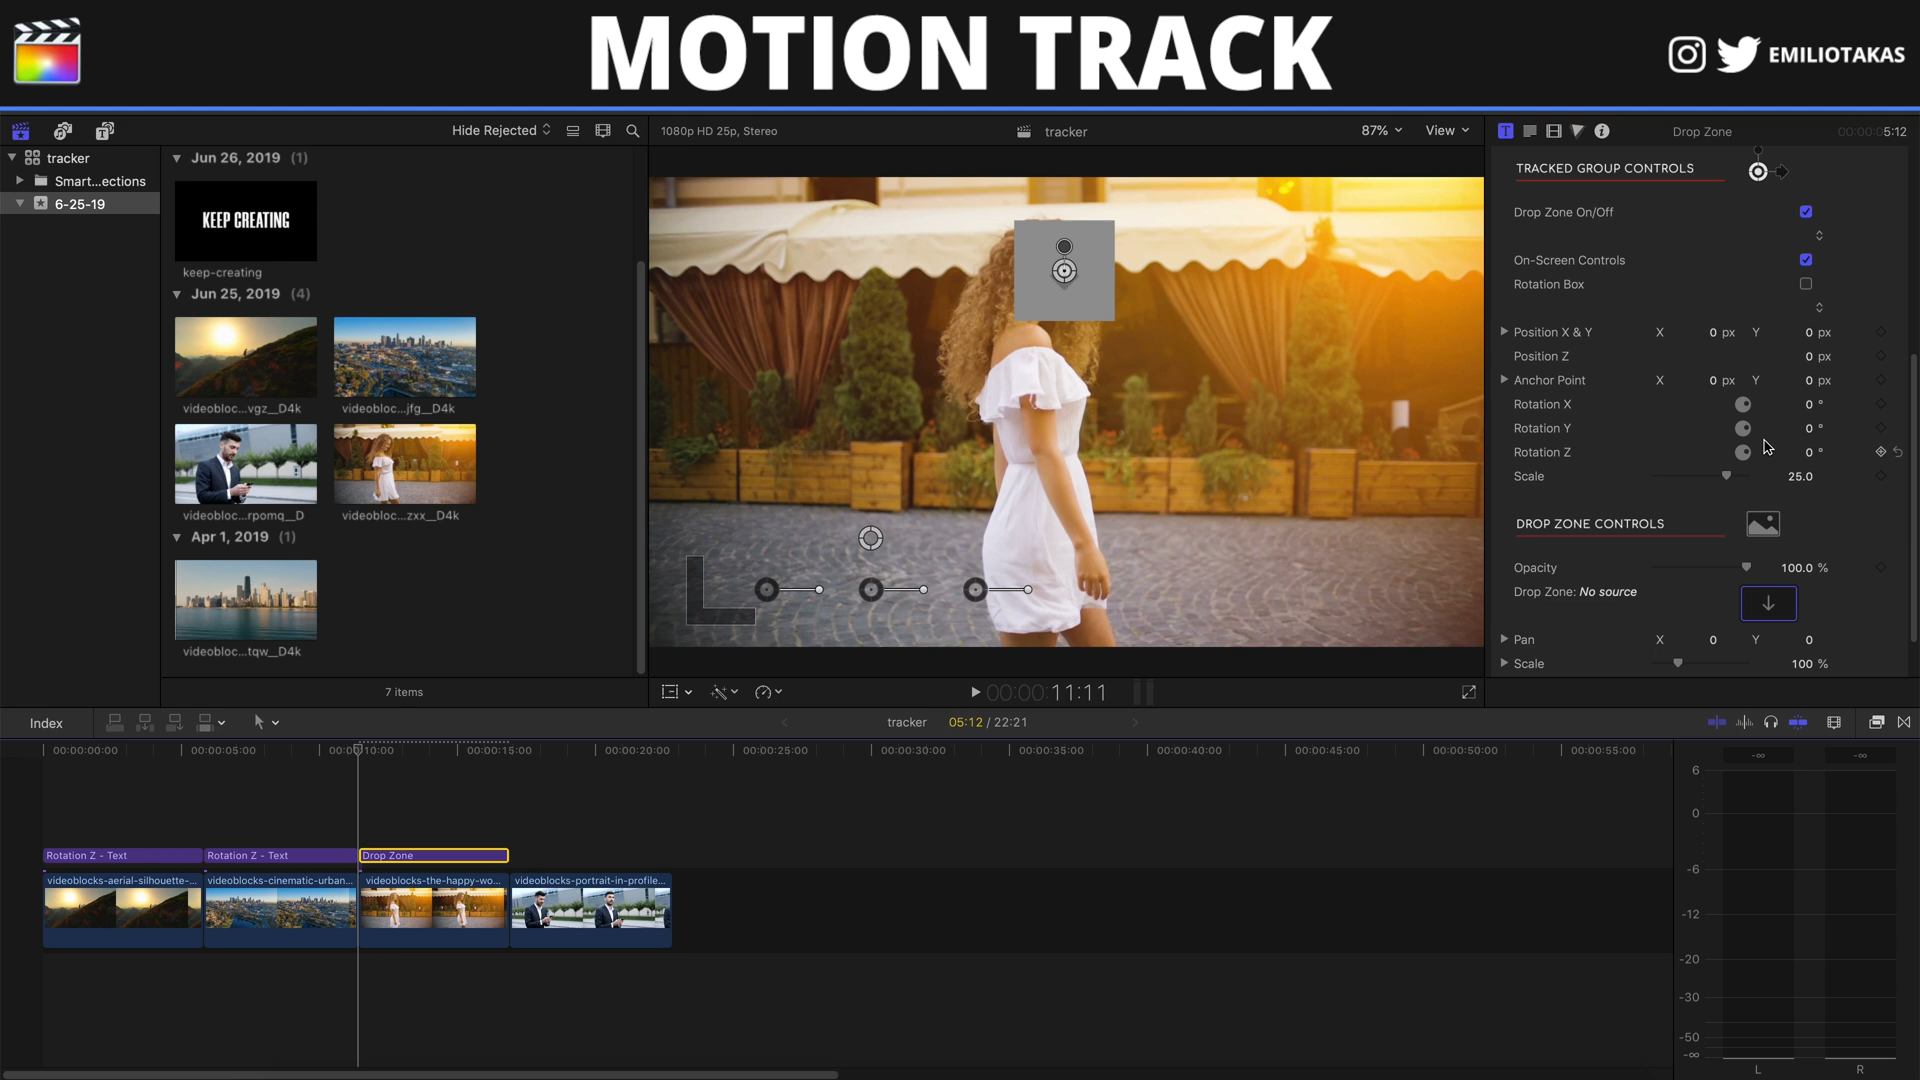 MOTION TRACK
EMILIOTAKAS
Hide Rejected
1080p HD 25p, Stereo
tracker
87%
View
Drop Zone
00:00:05:12
tracker
Smart...ections
6-25-19
Jun 26, 2019 (1)
KEEP CREATING
keep-creating
Jun 25, 2019 (4)
videobloc...vgz__D4k
videobloc...jfg__D4k
videobloc...rpomq__D
videobloc...zxx__D4k
Apr 1, 2019 (1)
videobloc...tqw__D4k
7 items
TRACKED GROUP CONTROLS
Drop Zone On/Off
On-Screen Controls
Rotation Box
Position X & Y X 0 px Y 0 px
Position Z 0 px
Anchor Point X 0 px Y 0 px
Rotation X 0 °
Rotation Y 0 °
Rotation Z 0 °
Scale 25.0
DROP ZONE CONTROLS
Opacity 100.0 %
Drop Zone: No source
Pan X 0 Y 0
Scale 100 %
00:00:11:11
Index
tracker 05:12 / 22:21
00:00:00:00 00:00:05:00 00:00:10:00 00:00:15:00 00:00:20:00 00:00:25:00 00:00:30:00 00:00:35:00 00:00:40:00 00:00:45:00 00:00:50:00 00:00:55:00
Rotation Z - Text Rotation Z - Text Drop Zone
videoblocks-aerial-silhouette-... videoblocks-cinematic-urban... videoblocks-the-happy-wo... videoblocks-portrait-in-profile...
-∞ -∞
6
0
-6
-12
-20
-30
-50
-∞
L R